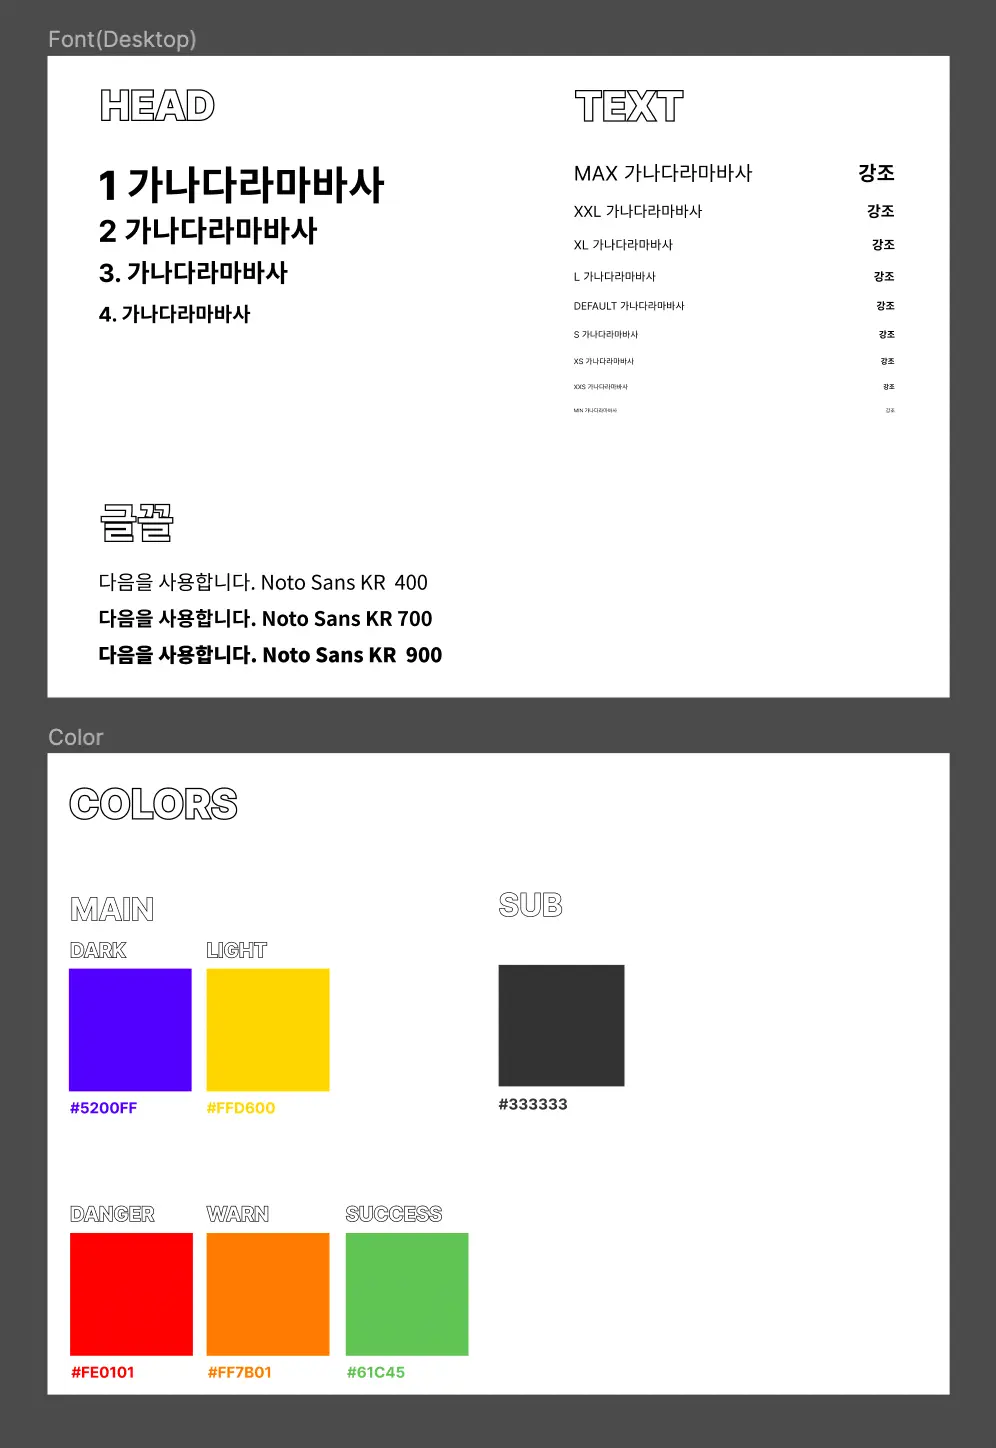 Font(Desktop)
HEAD
1 가나다라마바사
2 가나다라마바사
3. 가나다라마바사
4. 가나다라마바사
TEXT
MAX 가나다라마바사 강조
XXL 가나다라마바사 강조
XL 가나다라마바사 강조
L 가나다라마바사 강조
DEFAULT 가나다라마바사 강조
S 가나다라마바사 강조
XS 가나다라마바사 강조
XXS 가나다라마바사 강조
MIN 가나다라마바사 강조
글꼴
다음을 사용합니다. Noto Sans KR 400
다음을 사용합니다. Noto Sans KR 700
다음을 사용합니다. Noto Sans KR 900
Color
COLORS
MAIN
DARK LIGHT
#5200FF #FFD600
SUB
#333333
DANGER WARN SUCCESS
#FE0101 #FF7B01 #61C45